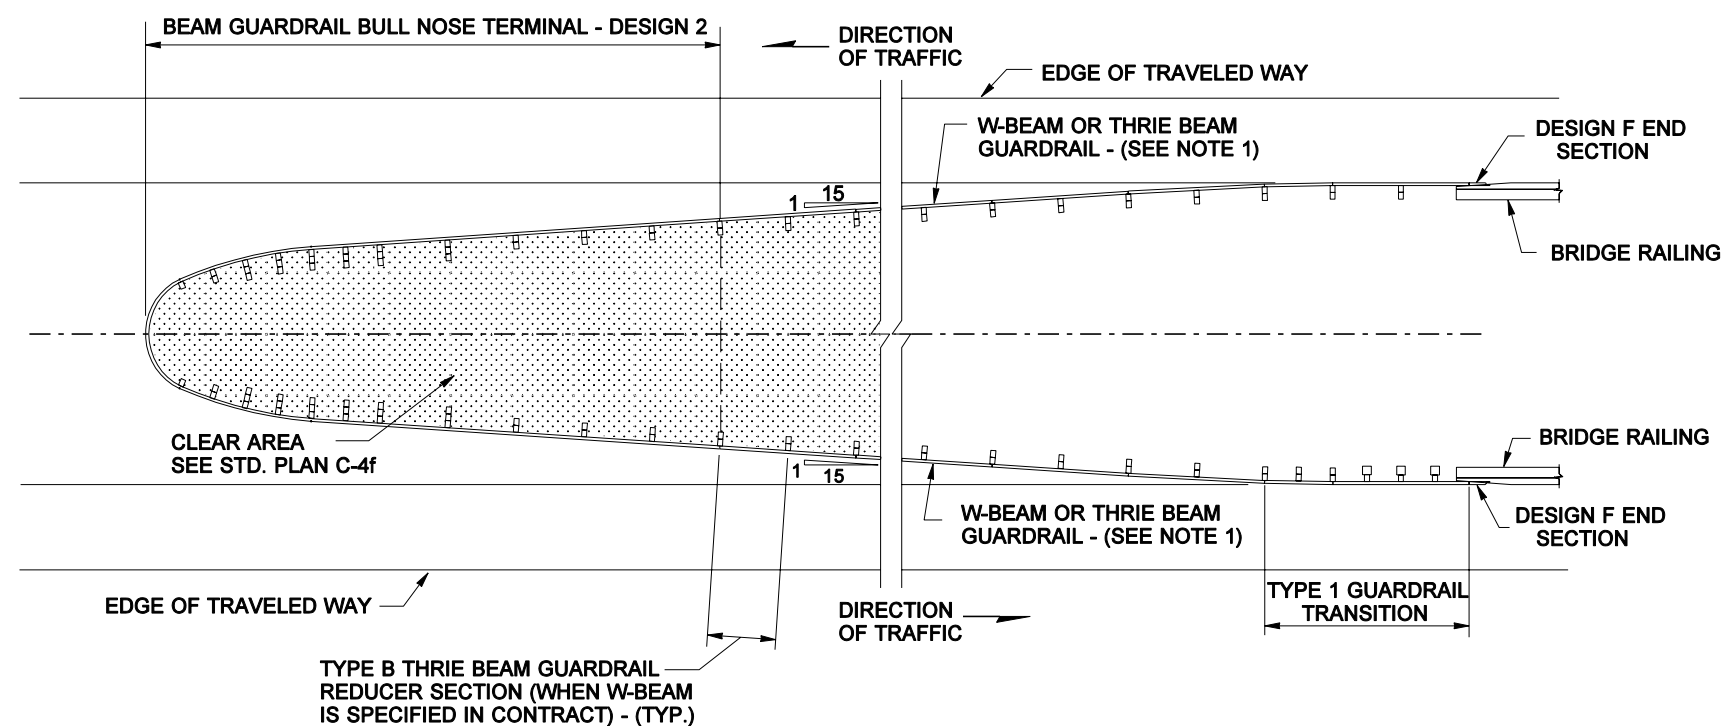 BEAM GUARDRAIL BULL NOSE TERMINAL - DESIGN 2
DIRECTION
OF TRAFFIC
EDGE OF TRAVELED WAY
W-BEAM OR THRIE BEAM
GUARDRAIL - (SEE NOTE 1)
DESIGN F END
SECTION
15
1
BRIDGE RAILING
CLEAR AREA
SEE STD. PLAN C-4f
BRIDGE RAILING
1
15
W-BEAM OR THRIE BEAM
GUARDRAIL - (SEE NOTE 1)
DESIGN F END
SECTION
EDGE OF TRAVELED WAY
DIRECTION
OF TRAFFIC
TYPE 1 GUARDRAIL
TRANSITION
TYPE B THRIE BEAM GUARDRAIL
REDUCER SECTION (WHEN W-BEAM
IS SPECIFIED IN CONTRACT) - (TYP.)